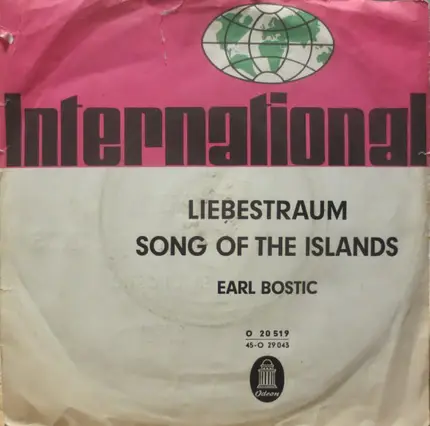 International
LIEBESTRAUM
SONG OF THE ISLANDS
EARL BOSTIC
O 20 519
45-O 29 043
Odeon